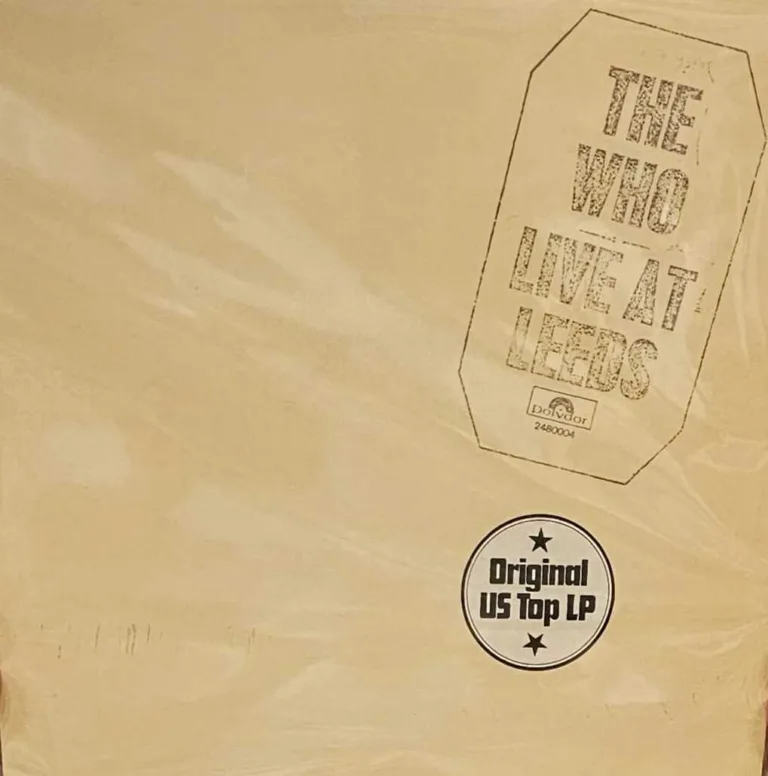 THE
WHO
LIVE AT
LEEDS
polydor
2480004
Original
US Top LP